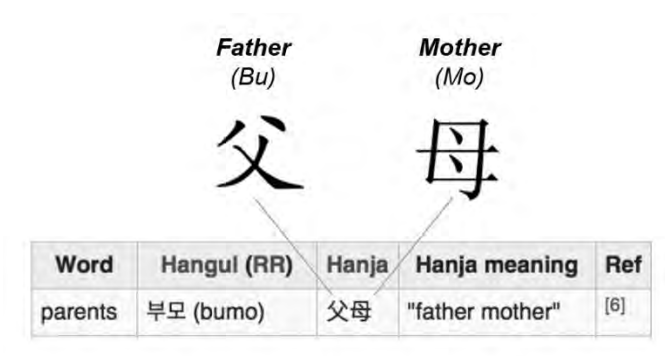 Father Mother
(Bu) (Mo)
父 母
Word Hangul (RR) Hanja Hanja meaning Ref
parents 부모 (bumo) 父母 "father mother" [6]